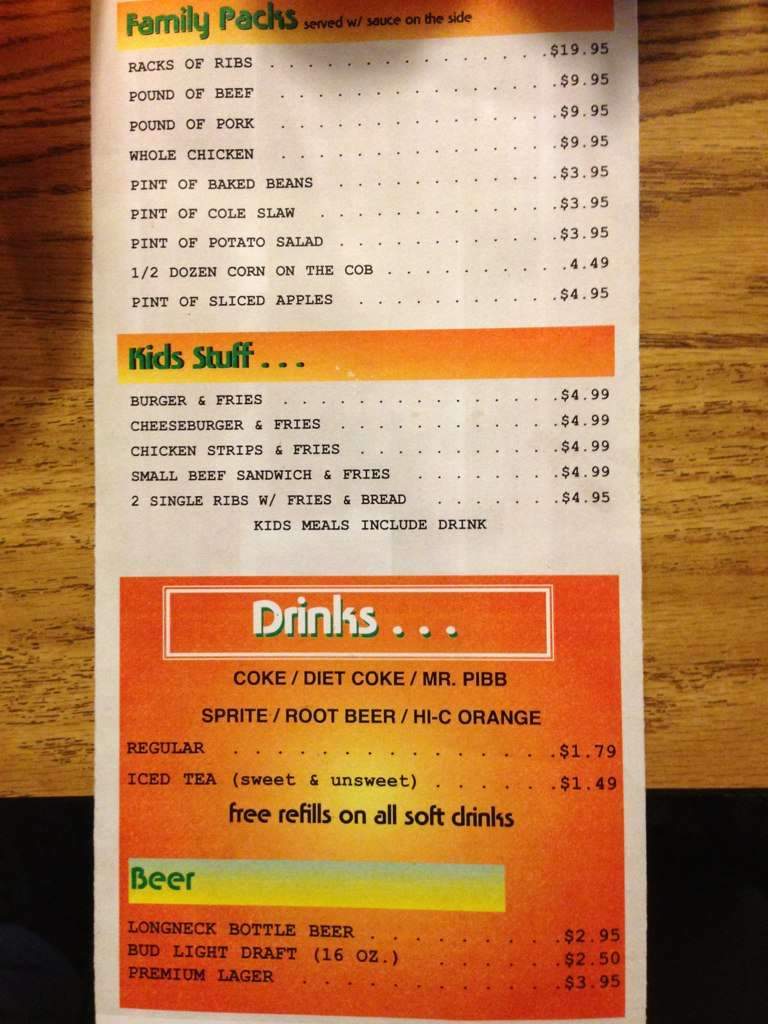 Family Packs served w/ sauce on the side
RACKS OF RIBS . . . . . . . . . . . . . . .$19.95
POUND OF BEEF . . . . . . . . . . . . . .$9.95
POUND OF PORK . . . . . . . . . . . . . .$9.95
WHOLE CHICKEN . . . . . . . . . . . . . .$9.95
PINT OF BAKED BEANS . . . . . . . . . . .$3.95
PINT OF COLE SLAW . . . . . . . . . . . .$3.95
PINT OF POTATO SALAD . . . . . . . . . . .$3.95
1/2 DOZEN CORN ON THE COB . . . . . . . . . .4.49
PINT OF SLICED APPLES . . . . . . . . . .$4.95
Kids Stuff . . .
BURGER & FRIES . . . . . . . . . . . . . .$4.99
CHEESEBURGER & FRIES . . . . . . . . . . .$4.99
CHICKEN STRIPS & FRIES . . . . . . . . . .$4.99
SMALL BEEF SANDWICH & FRIES . . . . . . . .$4.99
2 SINGLE RIBS W/ FRIES & BREAD . . . . . . .$4.95
KIDS MEALS INCLUDE DRINK
Drinks . . .
COKE / DIET COKE / MR. PIBB
SPRITE / ROOT BEER / HI-C ORANGE
REGULAR . . . . . . . . . . . . . . . .$1.79
ICED TEA (sweet & unsweet) . . . . . .$1.49
free refills on all soft drinks
Beer
LONGNECK BOTTLE BEER . . . . . . . . .$2.95
BUD LIGHT DRAFT (16 OZ.) . . . . . .$2.50
PREMIUM LAGER . . . . . . . . . . . .$3.95